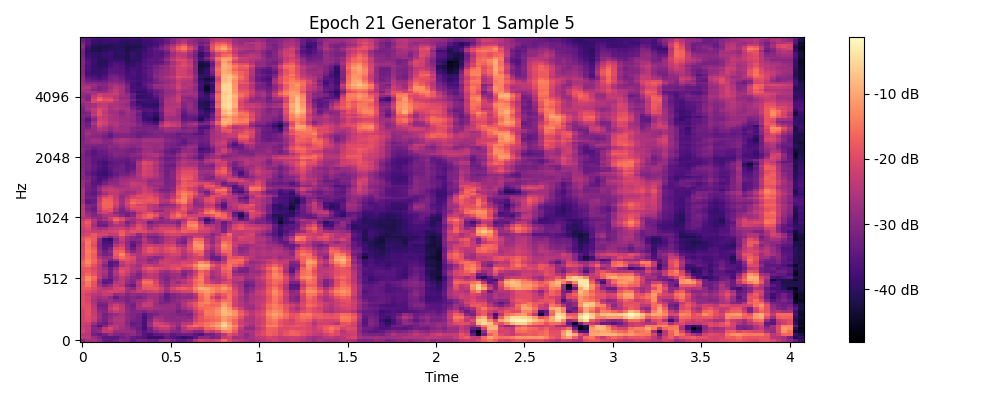 Epoch 21 Generator 1 Sample 5
Hz
4096
2048
1024
512
0
0 0.5 1 1.5 2 2.5 3 3.5 4
Time
-10 dB
-20 dB
-30 dB
-40 dB